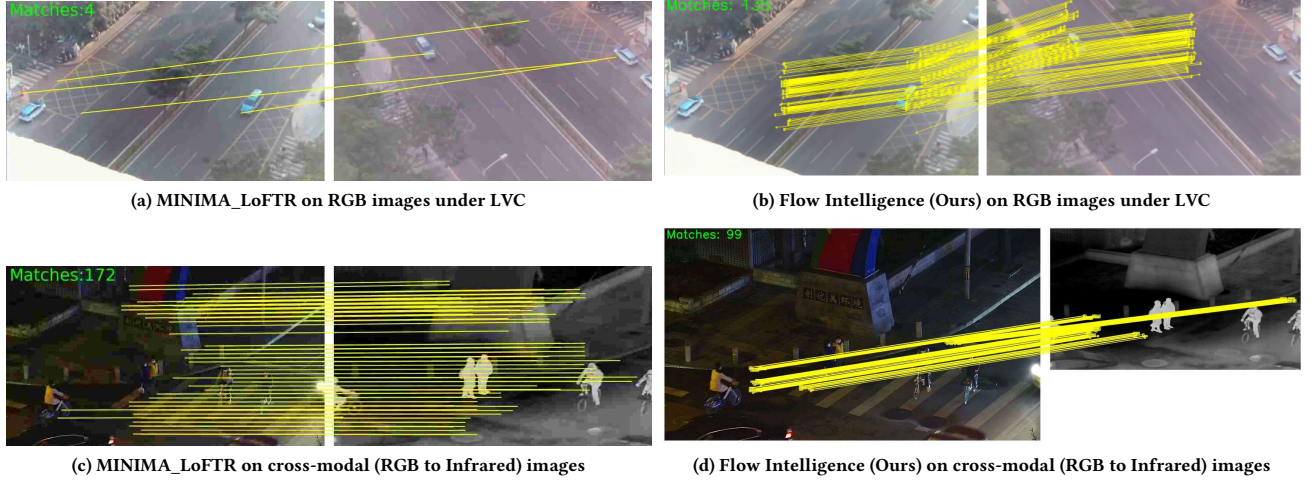 Matches:4
Matches: 135
(a) MINIMA_LoFTR on RGB images under LVC
(b) Flow Intelligence (Ours) on RGB images under LVC
Matches:172
Matches: 99
(c) MINIMA_LoFTR on cross-modal (RGB to Infrared) images
(d) Flow Intelligence (Ours) on cross-modal (RGB to Infrared) images